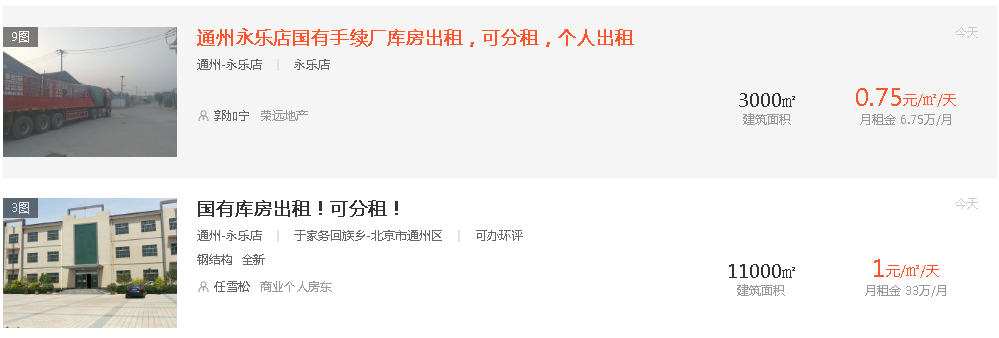 9图
通州永乐店国有手续厂库房出租，可分租，个人出租
今天
通州-永乐店 | 永乐店
3000㎡
0.75元/㎡/天
郭加宁 荣远地产
建筑面积
月租金 6.75万/月
3图
国有库房出租！可分租！
今天
通州-永乐店 | 于家务回族乡-北京市通州区 | 可办环评
钢结构 全新
11000㎡
1元/㎡/天
任雪松 商业个人房东
建筑面积
月租金 33万/月